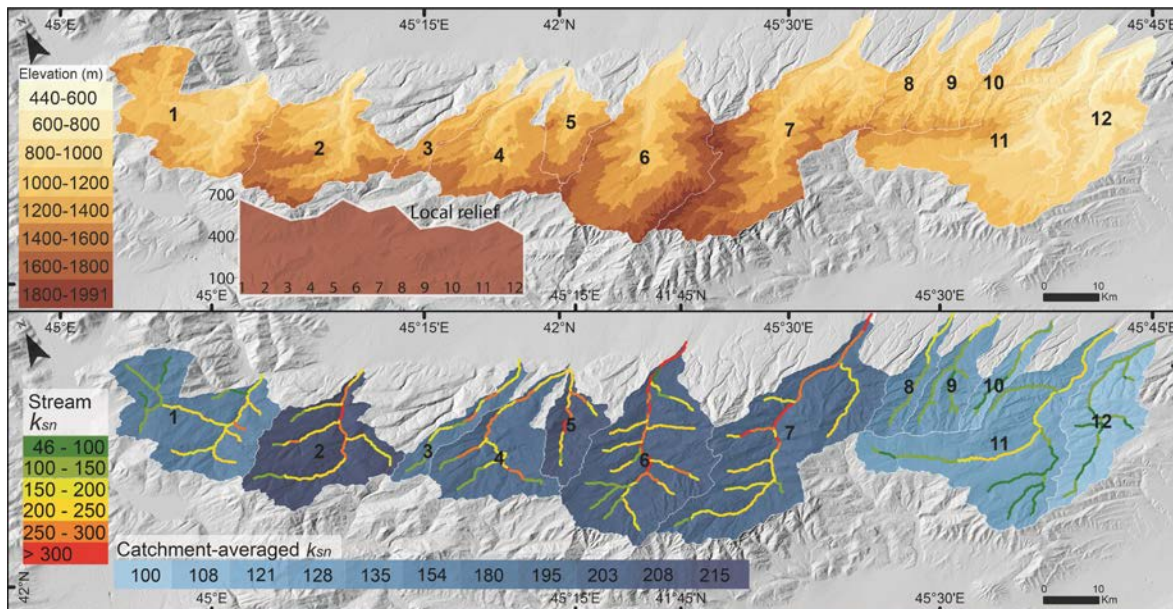 45°E 45°15'E 42°N 45°30'E 45°45'E
Elevation (m)
440-600
600-800
800-1000
1000-1200
1200-1400
1400-1600
1600-1800
1800-1991
1 2 3 4 5 6 7 8 9 10 11 12
Local relief
700
400
100
1 2 3 4 5 6 7 8 9 10 11 12
0 10
Km
45°E 45°15'E 41°45'N 45°30'E
45°E 45°15'E 42°N 45°30'E 45°45'E
Stream
ksn
46 - 100
100 - 150
150 - 200
200 - 250
250 - 300
> 300
1 2 3 4 5 6 7 8 9 10 11 12
Catchment-averaged ksn
100 108 121 128 135 154 180 195 203 208 215
0 10
Km
42°N 45°E 45°15'E 41°45'N 45°30'E